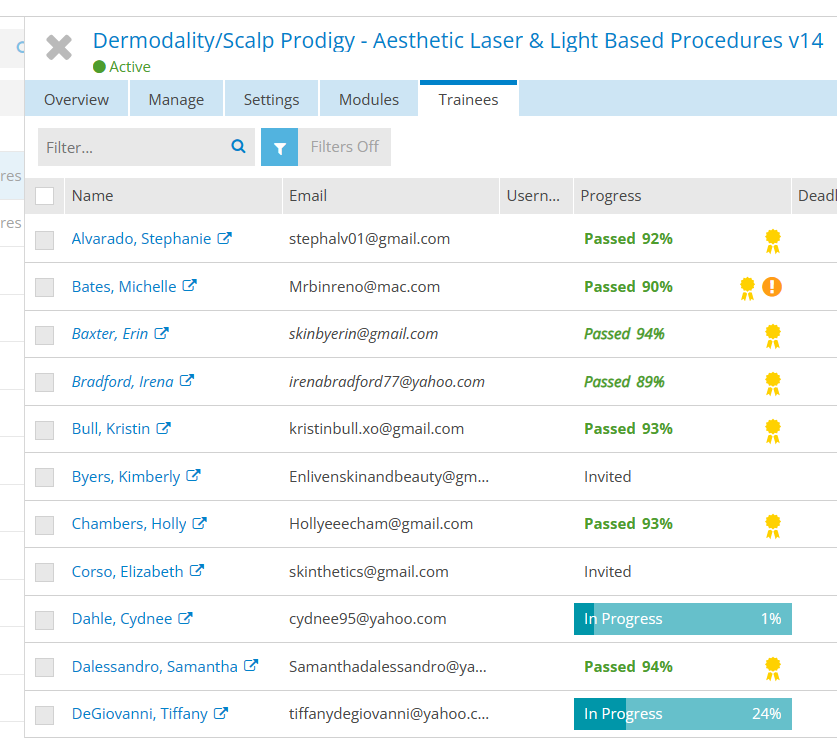 Dermodality/Scalp Prodigy - Aesthetic Laser & Light Based Procedures v14
Active
Overview Manage Settings Modules Trainees
Filter... Filters Off
Name Email Usern... Progress Deadl
res
res
Alvarado, Stephanie stephalv01@gmail.com Passed 92%
Bates, Michelle Mrbinreno@mac.com Passed 90%
Baxter, Erin skinbyerin@gmail.com Passed 94%
Bradford, Irena irenabradford77@yahoo.com Passed 89%
Bull, Kristin kristinbull.xo@gmail.com Passed 93%
Byers, Kimberly Enlivenskinandbeauty@gm... Invited
Chambers, Holly Hollyeeecham@gmail.com Passed 93%
Corso, Elizabeth skinthetics@gmail.com Invited
Dahle, Cydnee cydnee95@yahoo.com In Progress 1%
Dalessandro, Samantha Samanthadalessandro@ya... Passed 94%
DeGiovanni, Tiffany tiffanydegiovanni@yahoo.c... In Progress 24%